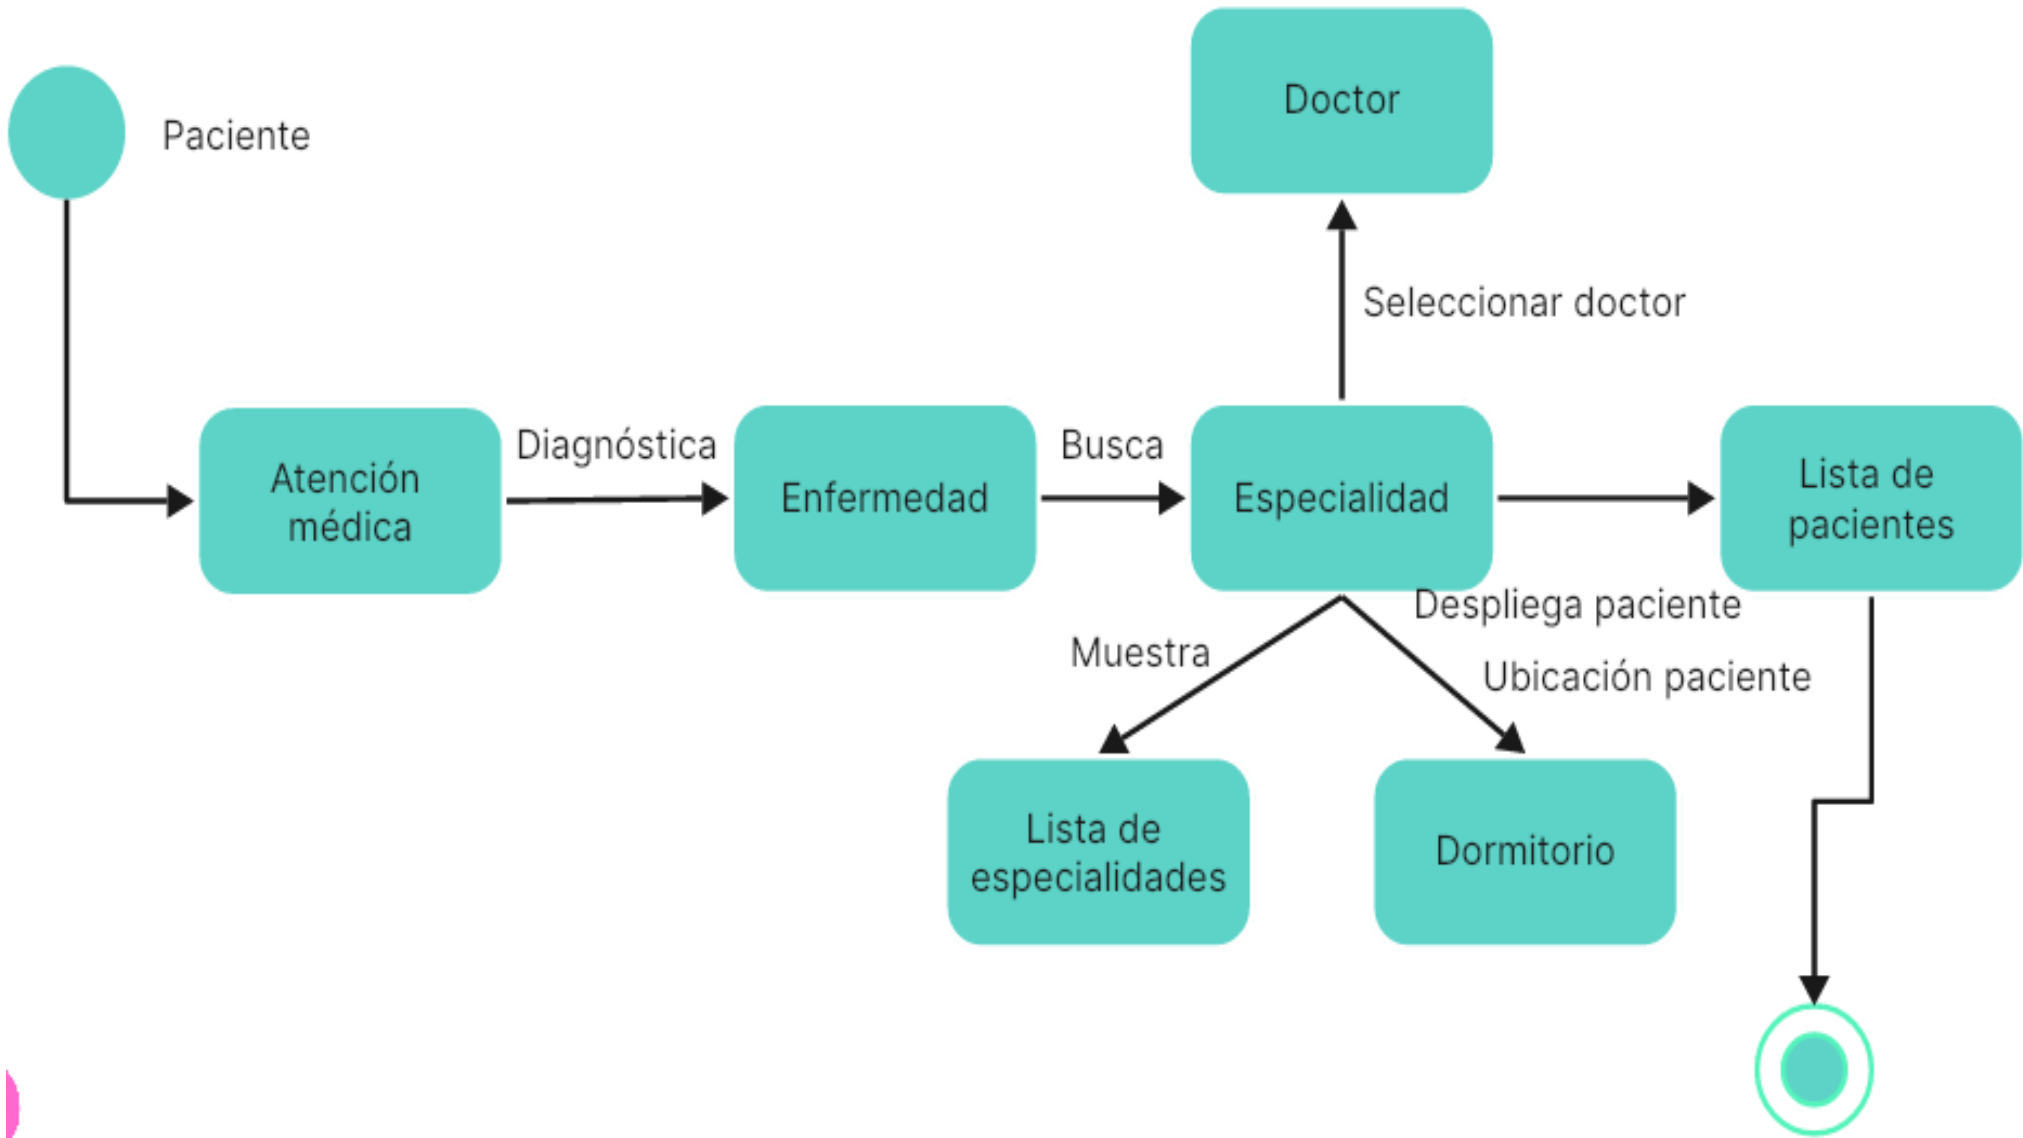 Doctor
Paciente
Seleccionar doctor
Atención
médica
Diagnóstica
Enfermedad
Busca
Especialidad
Lista de
pacientes
Despliega paciente
Muestra
Ubicación paciente
Lista de
especialidades
Dormitorio